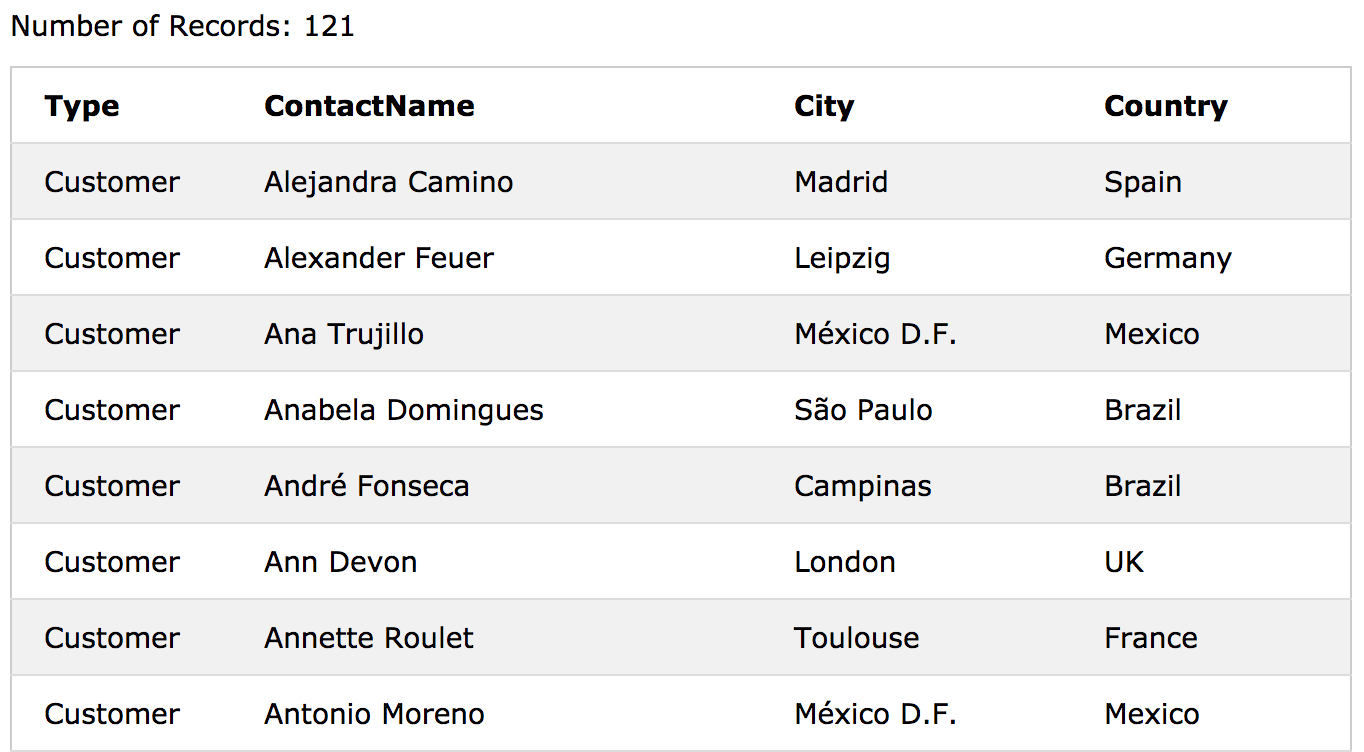 Number of Records: 121
Type ContactName City Country
Customer Alejandra Camino Madrid Spain
Customer Alexander Feuer Leipzig Germany
Customer Ana Trujillo México D.F. Mexico
Customer Anabela Domingues São Paulo Brazil
Customer André Fonseca Campinas Brazil
Customer Ann Devon London UK
Customer Annette Roulet Toulouse France
Customer Antonio Moreno México D.F. Mexico